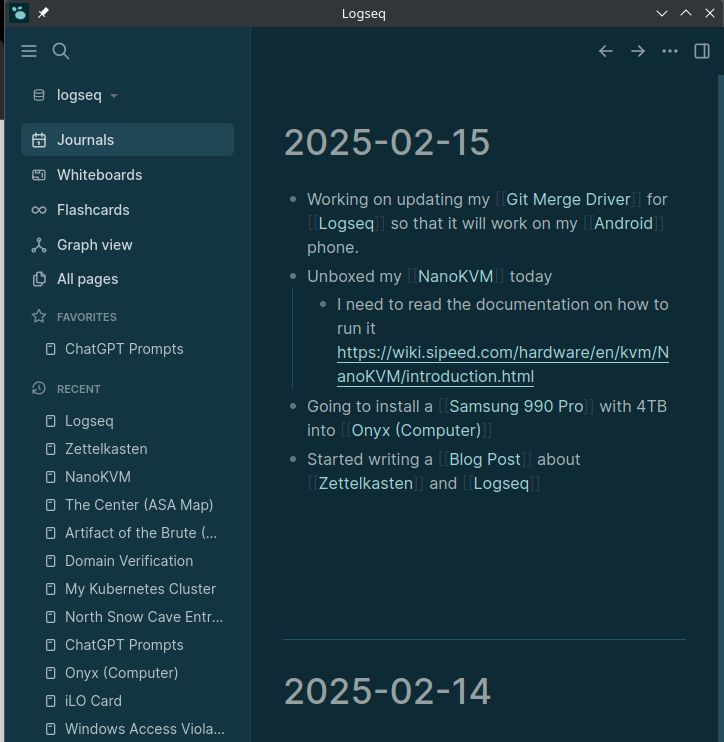 Logseq
logseq
Journals
Whiteboards
Flashcards
Graph view
All pages
FAVORITES
ChatGPT Prompts
RECENT
Logseq
Zettelkasten
NanoKVM
The Center (ASA Map)
Artifact of the Brute (...
Domain Verification
My Kubernetes Cluster
North Snow Cave Entr...
ChatGPT Prompts
Onyx (Computer)
iLO Card
Windows Access Viola...
2025-02-15
Working on updating my [[Git Merge Driver]] for
[[Logseq]] so that it will work on my [[Android]]
phone.
Unboxed my [[NanoKVM]] today
I need to read the documentation on how to
run it
https://wiki.sipeed.com/hardware/en/kvm/N
anoKVM/introduction.html
Going to install a [[Samsung 990 Pro]] with 4TB
into [[Onyx (Computer)]]
Started writing a [[Blog Post]] about
[[Zettelkasten]] and [[Logseq]]
2025-02-14